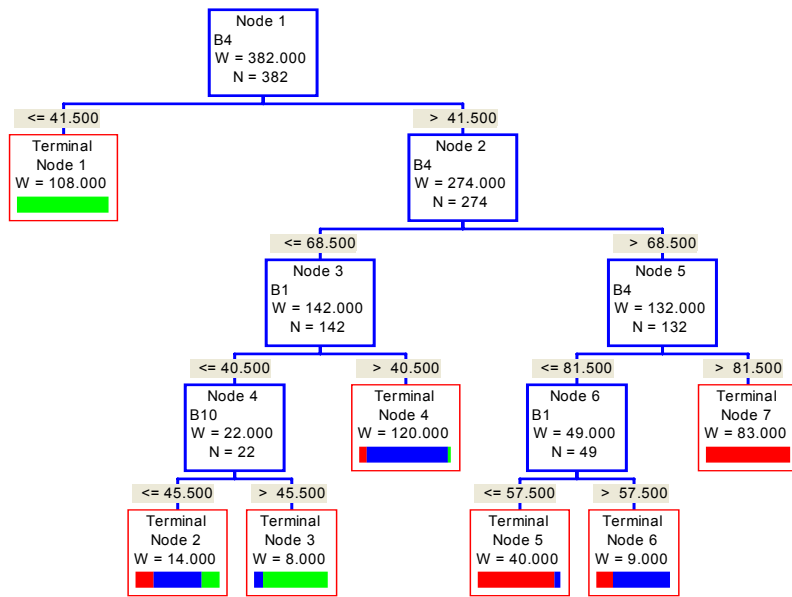 Node 1
B4
W = 382.000
N = 382
<= 41.500
> 41.500
Terminal
Node 1
W = 108.000
Node 2
B4
W = 274.000
N = 274
<= 68.500
> 68.500
Node 3
B1
W = 142.000
N = 142
Node 5
B4
W = 132.000
N = 132
<= 40.500
> 40.500
<= 81.500
> 81.500
Node 4
B10
W = 22.000
N = 22
Terminal
Node 4
W = 120.000
Node 6
B1
W = 49.000
N = 49
Terminal
Node 7
W = 83.000
<= 45.500
> 45.500
<= 57.500
> 57.500
Terminal
Node 2
W = 14.000
Terminal
Node 3
W = 8.000
Terminal
Node 5
W = 40.000
Terminal
Node 6
W = 9.000